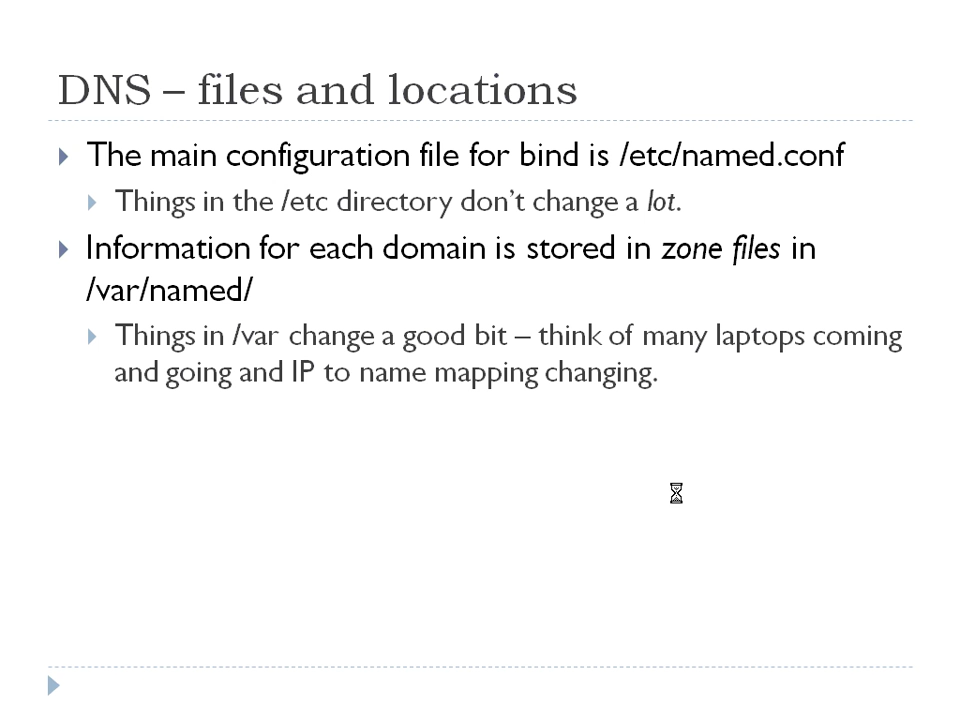 DNS – files and locations
The main configuration file for bind is /etc/named.conf
Things in the /etc directory don't change a lot.
Information for each domain is stored in zone files in
/var/named/
Things in /var change a good bit – think of many laptops coming
and going and IP to name mapping changing.